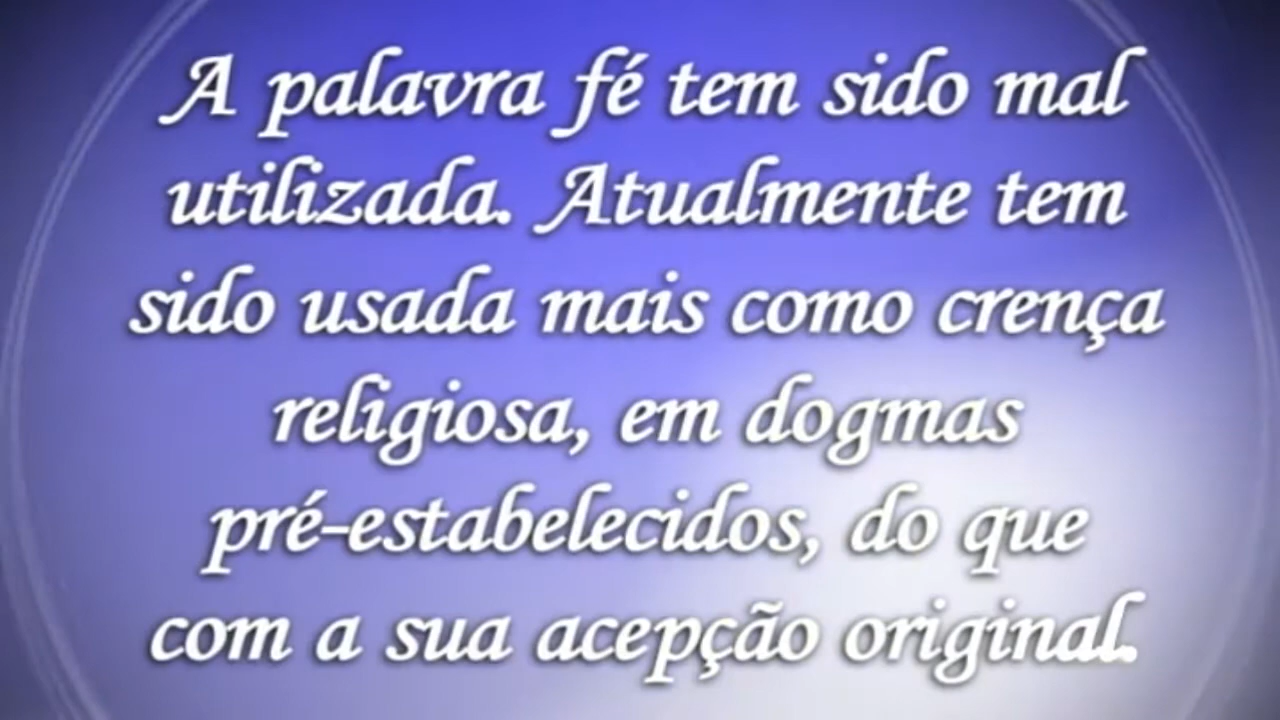 A palavra fé tem sido mal
utilizada. Atualmente tem
sido usada mais como crença
religiosa, em dogmas
pré-estabelecidos, do que
com a sua acepção original.